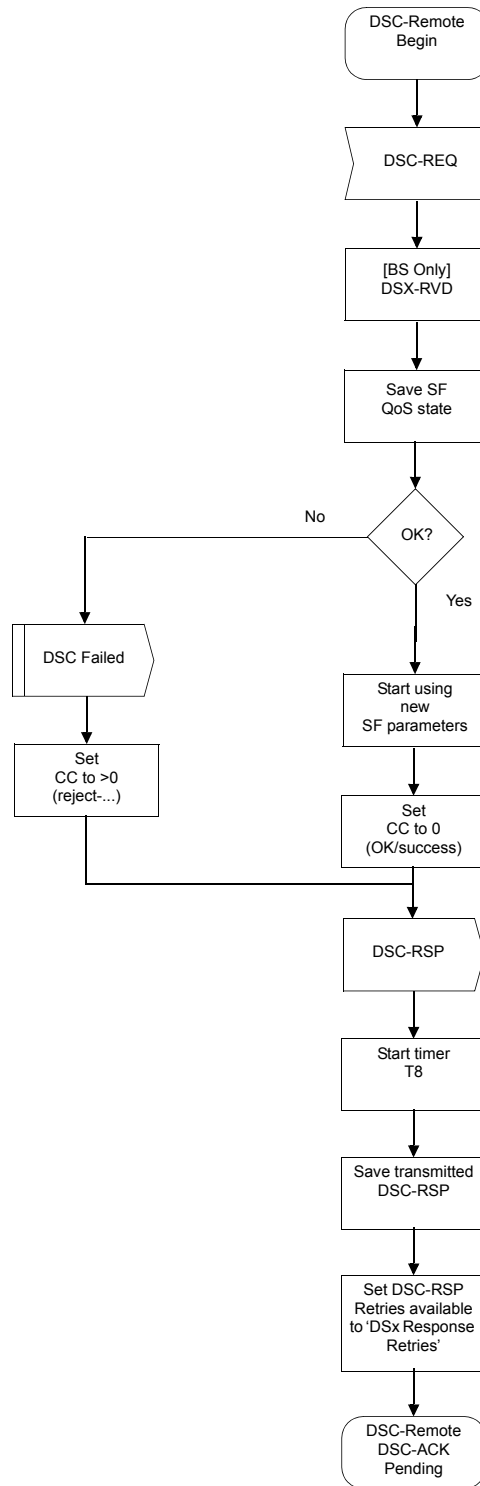 DSC-Remote
Begin
DSC-REQ
[BS Only]
DSX-RVD
Save SF
QoS state
OK?
No
Yes
DSC Failed
Start using
new
SF parameters
Set
CC to >0
(reject-...)
Set
CC to 0
(OK/success)
DSC-RSP
Start timer
T8
Save transmitted
DSC-RSP
Set DSC-RSP
Retries available
to ‘DSx Response
Retries’
DSC-Remote
DSC-ACK
Pending